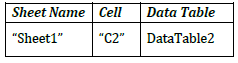 Sheet Name Cell Data Table
“Sheet1” “C2” DataTable2